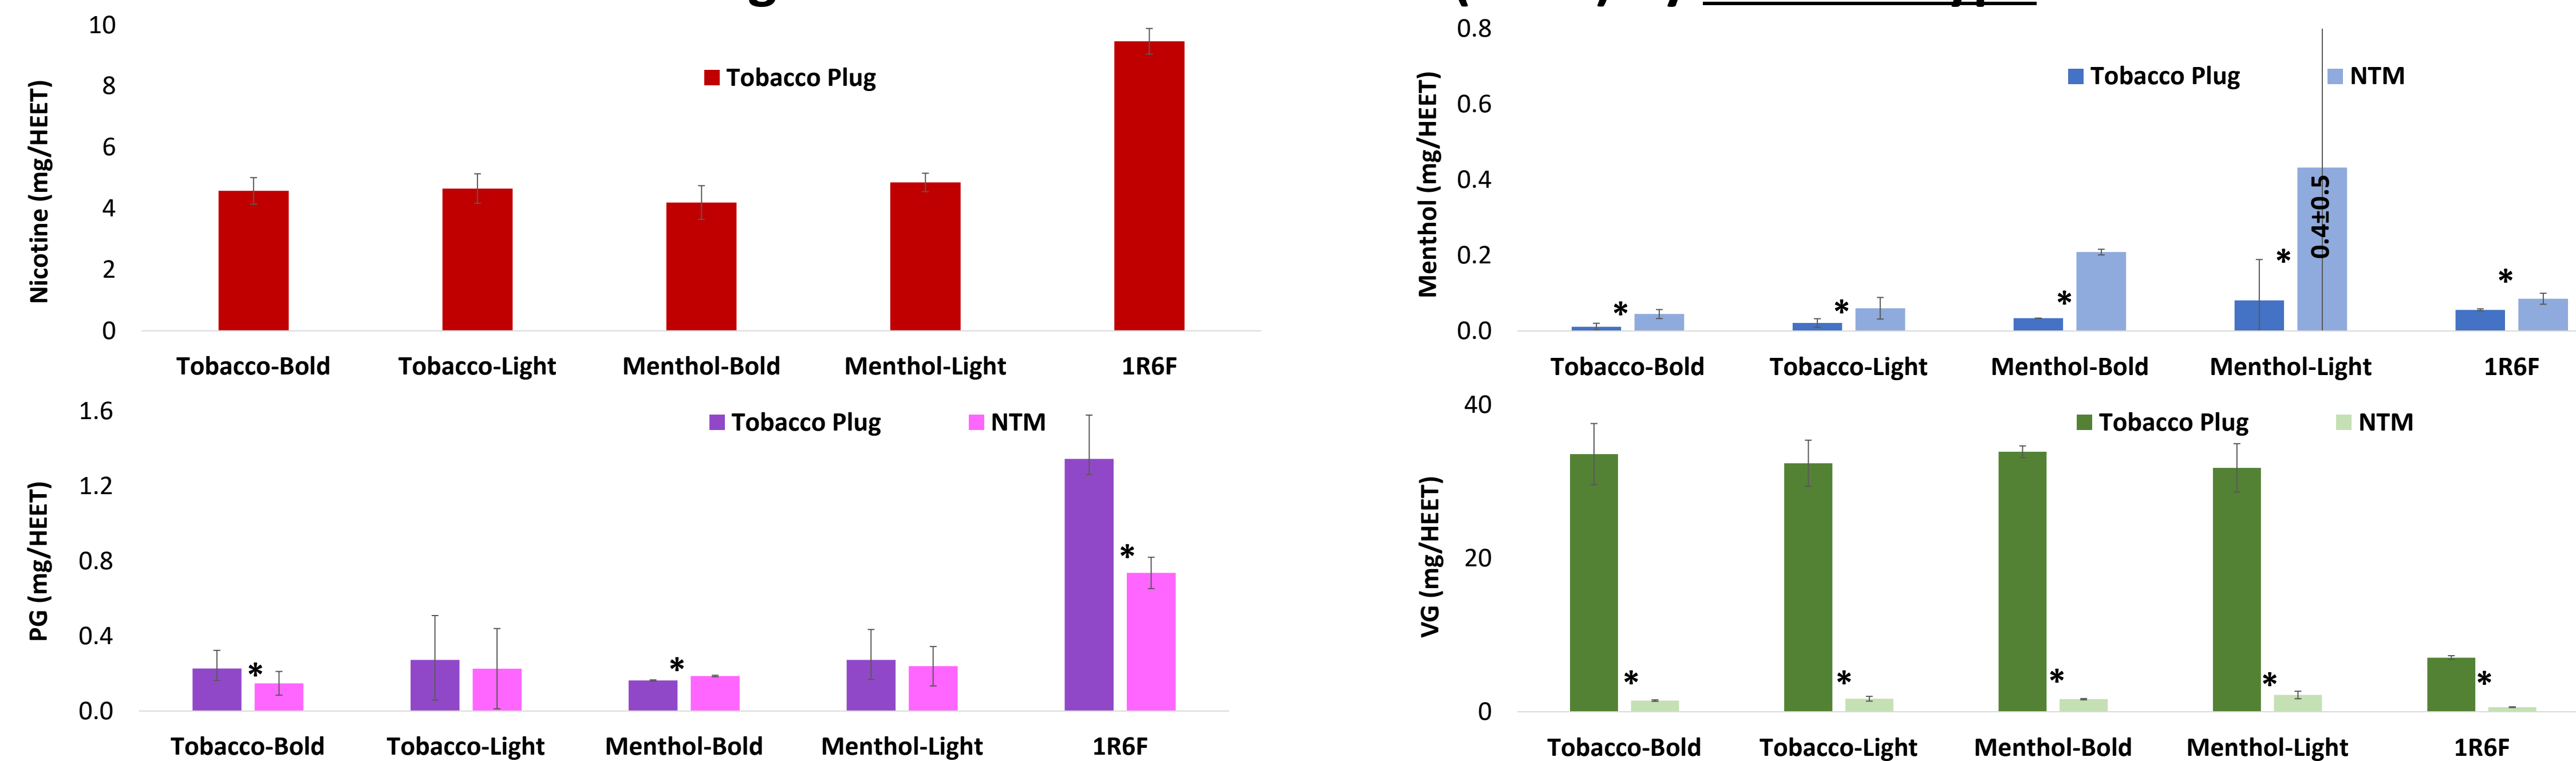 10
8
6
4
2
0
Nicotine (mg/HEET)
Tobacco Plug
Tobacco-Bold Tobacco-Light Menthol-Bold Menthol-Light 1R6F
0.8
0.6
0.4
0.2
0.0
Menthol (mg/HEET)
Tobacco Plug NTM
* * * * *
0.4±0.5
Tobacco-Bold Tobacco-Light Menthol-Bold Menthol-Light 1R6F
1.6
1.2
0.8
0.4
0.0
PG (mg/HEET)
Tobacco Plug NTM
* * *
Tobacco-Bold Tobacco-Light Menthol-Bold Menthol-Light 1R6F
40
20
0
VG (mg/HEET)
Tobacco Plug NTM
* * * * *
Tobacco-Bold Tobacco-Light Menthol-Bold Menthol-Light 1R6F